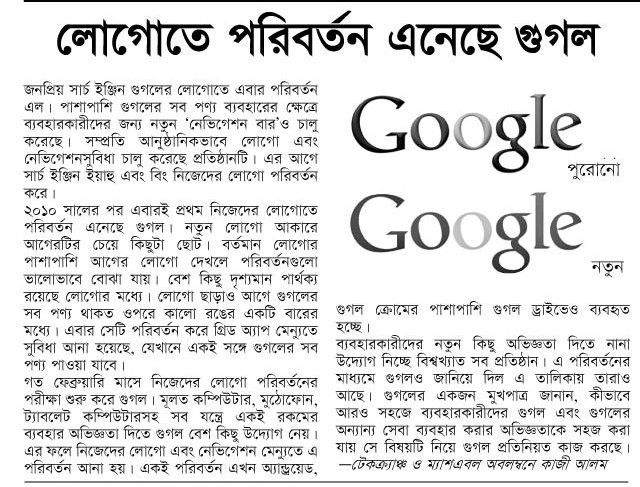 লোগোতে পরিবর্তন এনেছে গুগল
জনপ্রিয় সার্চ ইঞ্জিন গুগলের লোগোতে এবার পরিবর্তন
এল। পাশাপাশি গুগলের সব পণ্য ব্যবহারের ক্ষেত্রে
ব্যবহারকারীদের জন্য নতুন ‘নেভিগেশন বার’ও চালু
করেছে। সম্প্রতি আনুষ্ঠানিকভাবে লোগো এবং
নেভিগেশনসুবিধা চালু করেছে প্রতিষ্ঠানটি। এর আগে
সার্চ ইঞ্জিন ইয়াহু এবং বিং নিজেদের লোগো পরিবর্তন
করে।
২০১০ সালের পর এবারই প্রথম নিজেদের লোগোতে
পরিবর্তন এনেছে গুগল। নতুন লোগো আকারে
আগেরটির চেয়ে কিছুটা ছোট। বর্তমান লোগোর
পাশাপাশি আগের লোগো দেখলে পরিবর্তনগুলো
ভালোভাবে বোঝা যায়। বেশ কিছু দৃশ্যমান পার্থক্য
রয়েছে লোগোর মধ্যে। লোগো ছাড়াও আগে গুগলের
সব পণ্য থাকত ওপরে কালো রঙের একটি বারের
মধ্যে। এবার সেটি পরিবর্তন করে গ্রিড অ্যাপ মেন্যুতে
সুবিধা আনা হয়েছে, যেখানে একই সঙ্গে গুগলের সব
পণ্য পাওয়া যাবে।
গত ফেব্রুয়ারি মাসে নিজেদের লোগো পরিবর্তনের
পরীক্ষা শুরু করে গুগল। মূলত কম্পিউটার, মুঠোফোন,
ট্যাবলেট কম্পিউটারসহ সব যন্ত্রে একই রকমের
ব্যবহার অভিজ্ঞতা দিতে গুগল বেশ কিছু উদ্যোগ নেয়।
এর ফলে নিজেদের লোগো এবং নেভিগেশন মেন্যুতে এ
পরিবর্তন আনা হয়। একই পরিবর্তন এখন অ্যান্ড্রয়েড,
Google
পুরোনো
Google
নতুন
গুগল ক্রোমের পাশাপাশি গুগল ড্রাইভেও ব্যবহৃত
হচ্ছে।
ব্যবহারকারীদের নতুন কিছু অভিজ্ঞতা দিতে নানা
উদ্যোগ নিচ্ছে বিশ্বখ্যাত সব প্রতিষ্ঠান। এ পরিবর্তনের
মাধ্যমে গুগলও জানিয়ে দিল এ তালিকায় তারাও
আছে। গুগলের একজন মুখপাত্র জানান, কীভাবে
আরও সহজে ব্যবহারকারীদের গুগল এবং গুগলের
অন্যান্য সেবা ব্যবহার করার অভিজ্ঞতাকে সহজ করা
যায় সে বিষয়টি নিয়ে গুগল প্রতিনিয়ত কাজ করছে।
—টেকক্র্যাঞ্চ ও ম্যাশএবল অবলম্বনে কাজী আলম